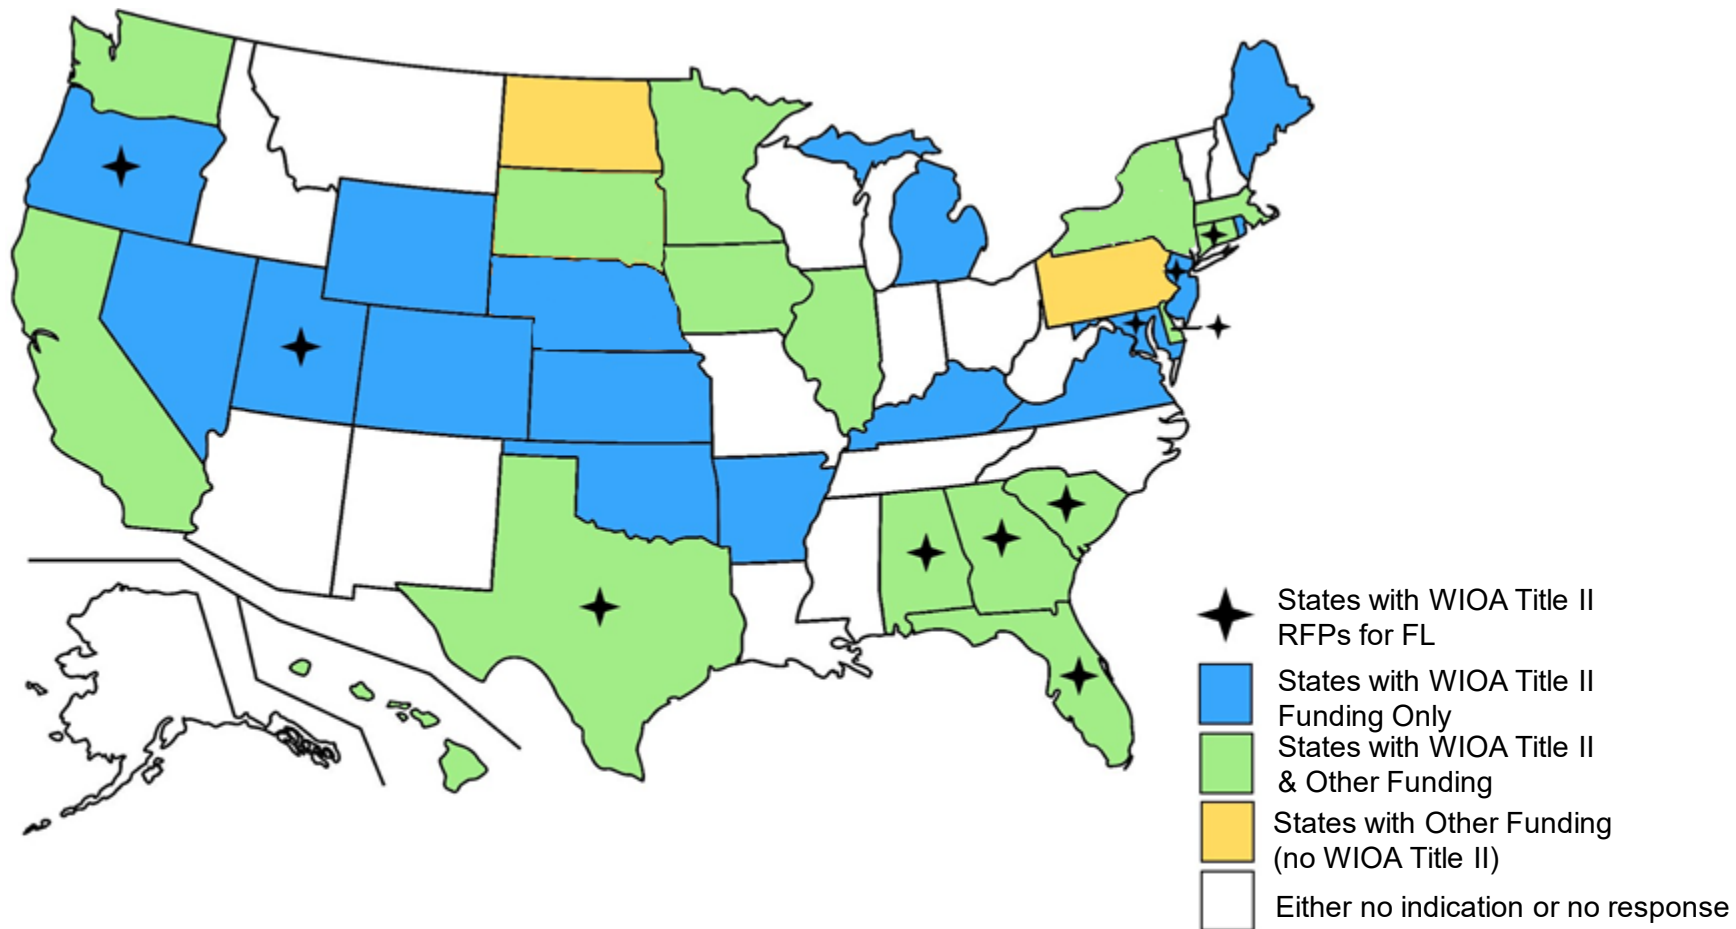 States with WIOA Title II
RFPs for FL
States with WIOA Title II
Funding Only
States with WIOA Title II
& Other Funding
States with Other Funding
(no WIOA Title II)
Either no indication or no response